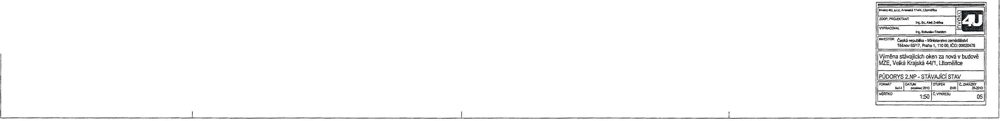 Inveko 4U, s.r.o, Anenská 114/4, Litoměřice
inveko
4U
ZODP. PROJEKTANT
Ing. Bc. Aleš Zvěřina
VYPRACOVAL
Ing. Bohuslav Friedrich
INVESTOR Česká republika - Ministerstvo zemědělství
Těšnov 65/17, Praha 1, 110 00, IČO: 00020478
Výměna stávajících oken za nová v budově
MZE, Velká Krajská 44/1, Litoměřice
PŮDORYS 2.NP - STÁVAJÍCÍ STAV
FORMÁT DATUM STUPEŇ Č. ZAKÁZKY
8xA4 prosinec 2013 DVR 35-2013
MĚŘÍTKO 1:50 Č. VÝKRESU 05